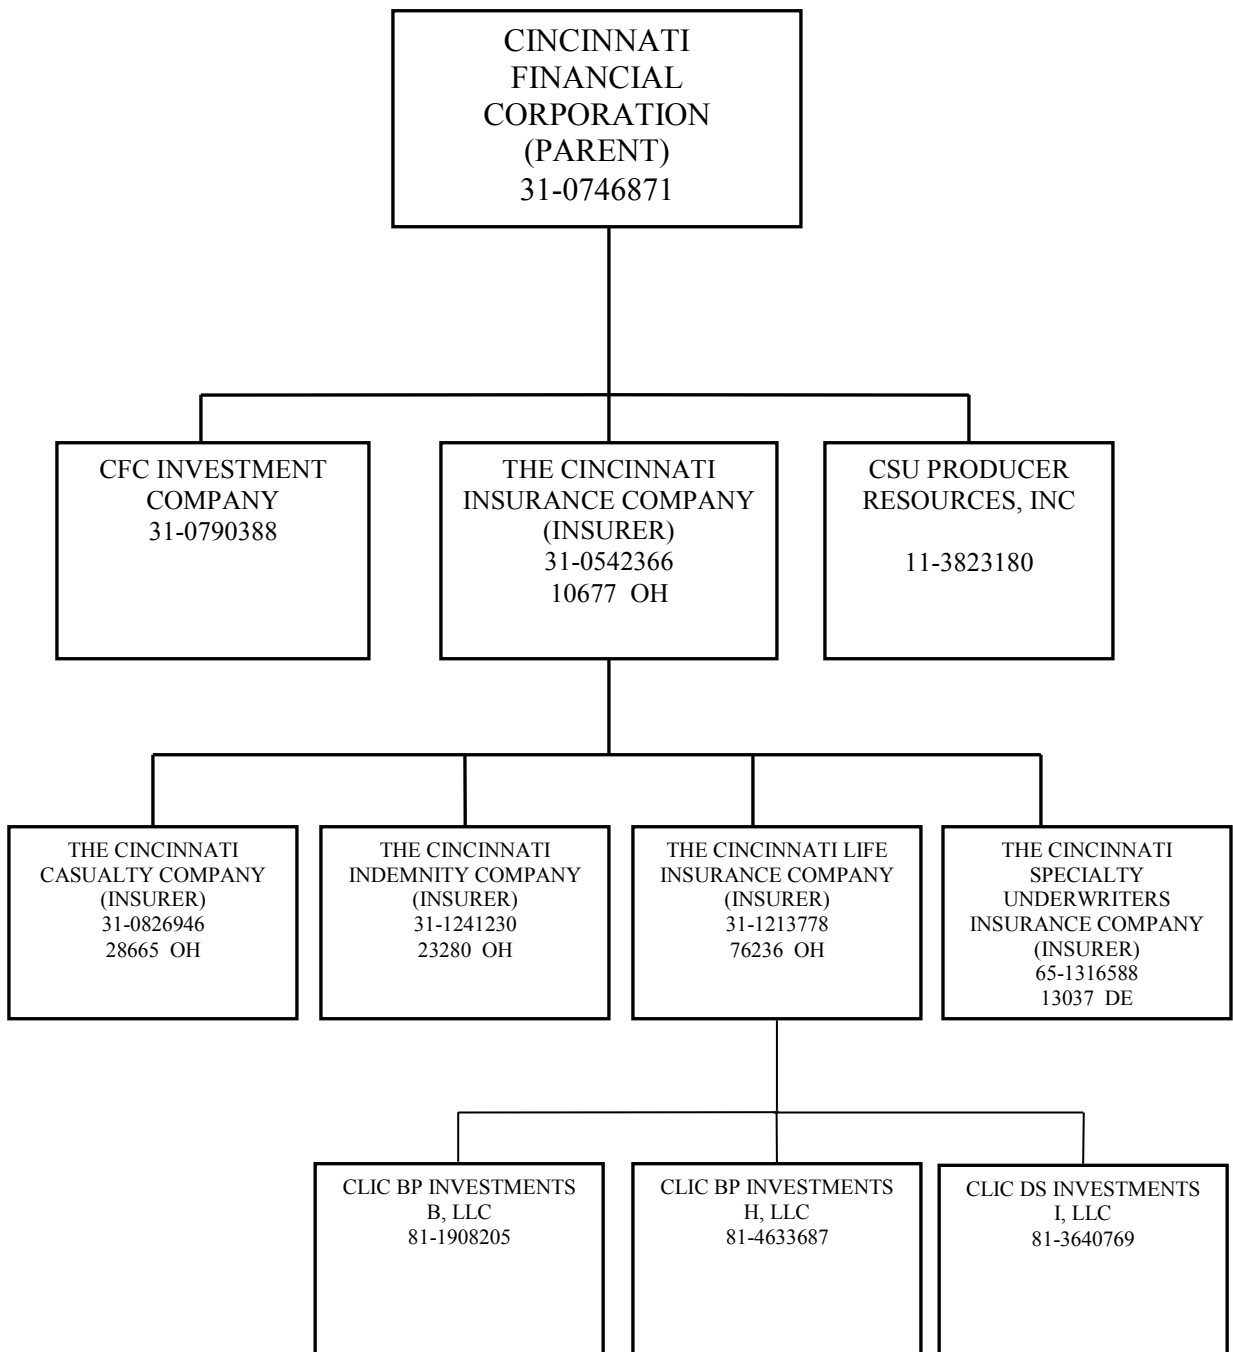 CINCINNATI
FINANCIAL
CORPORATION
(PARENT)
31-0746871
CFC INVESTMENT
COMPANY
31-0790388
THE CINCINNATI
INSURANCE COMPANY
(INSURER)
31-0542366
10677 OH
CSU PRODUCER
RESOURCES, INC
11-3823180
THE CINCINNATI
CASUALTY COMPANY
(INSURER)
31-0826946
28665 OH
THE CINCINNATI
INDEMNITY COMPANY
(INSURER)
31-1241230
23280 OH
THE CINCINNATI LIFE
INSURANCE COMPANY
(INSURER)
31-1213778
76236 OH
THE CINCINNATI
SPECIALTY
UNDERWRITERS
INSURANCE COMPANY
(INSURER)
65-1316588
13037 DE
CLIC BP INVESTMENTS
B, LLC
81-1908205
CLIC BP INVESTMENTS
H, LLC
81-4633687
CLIC DS INVESTMENTS
I, LLC
81-3640769